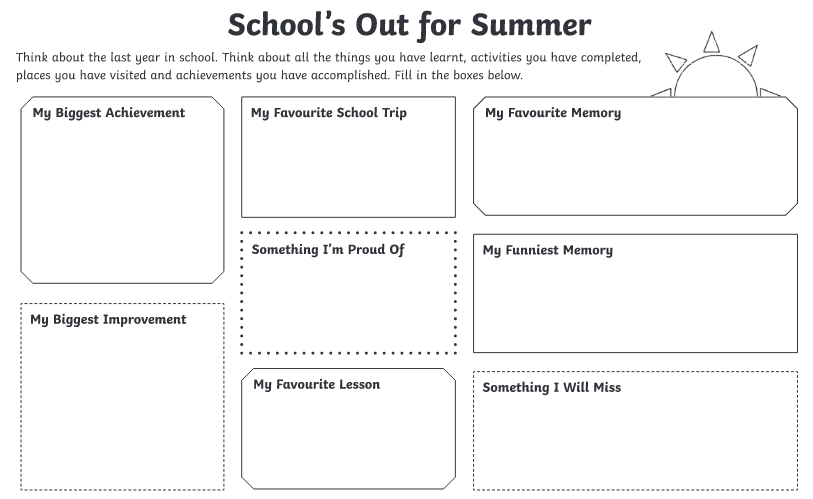 School's Out for Summer
Think about the last year in school. Think about all the things you have learnt, activities you have completed,
places you have visited and achievements you have accomplished. Fill in the boxes below.
My Biggest Achievement
My Favourite School Trip
My Favourite Memory
Something I'm Proud Of
My Funniest Memory
My Biggest Improvement
My Favourite Lesson
Something I Will Miss